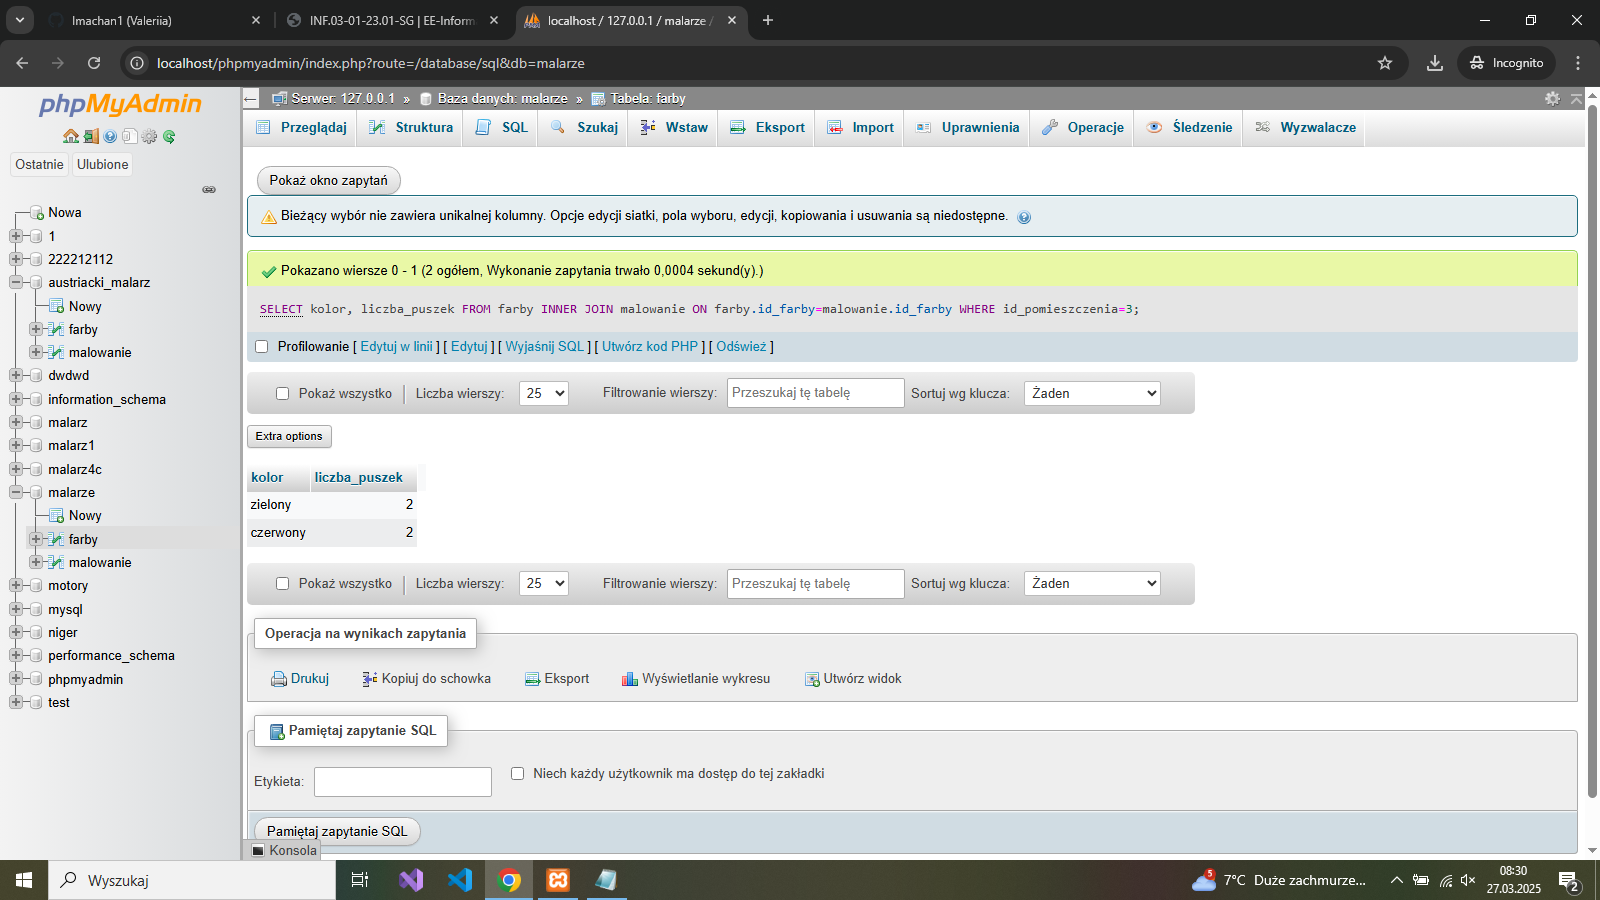 Imachan1 (Valeriia)
INF.03-01-23.01-SG | EE-Inform
localhost / 127.0.0.1 / malarze /
localhost/phpmyadmin/index.php?route=/database/sql&db=malarze
Incognito
phpMyAdmin
Ostatnie
Ulubione
Nowa
1
222212112
austriacki_malarz
Nowy
farby
malowanie
dwdwd
information_schema
malarz
malarz1
malarz4c
malarze
Nowy
farby
malowanie
motory
mysql
niger
performance_schema
phpmyadmin
test
Serwer: 127.0.0.1 » Baza danych: malarze » Tabela: farby
Przeglądaj Struktura SQL Szukaj Wstaw Eksport Import Uprawnienia Operacje Śledzenie Wyzwalacze
Pokaż okno zapytań
Bieżący wybór nie zawiera unikalnej kolumny. Opcje edycji siatki, pola wyboru, edycji, kopiowania i usuwania są niedostępne.
Pokazano wiersze 0 - 1 (2 ogółem, Wykonanie zapytania trwało 0,0004 sekund(y).)
SELECT kolor, liczba_puszek FROM farby INNER JOIN malowanie ON farby.id_farby=malowanie.id_farby WHERE id_pomieszczenia=3;
Profilowanie [ Edytuj w linii ] [ Edytuj ] [ Wyjaśnij SQL ] [ Utwórz kod PHP ] [ Odśwież ]
Pokaż wszystko Liczba wierszy: 25 Filtrowanie wierszy: Przeszukaj tę tabelę Sortuj wg klucza: Żaden
Extra options
kolor liczba_puszek
zielony 2
czerwony 2
Pokaż wszystko Liczba wierszy: 25 Filtrowanie wierszy: Przeszukaj tę tabelę Sortuj wg klucza: Żaden
Operacja na wynikach zapytania
Drukuj Kopiuj do schowka Eksport Wyświetlanie wykresu Utwórz widok
Pamiętaj zapytanie SQL
Etykieta: Niech każdy użytkownik ma dostęp do tej zakładki
Pamiętaj zapytanie SQL
Konsola
Wyszukaj
5
7°C Duże zachmurze...
08:30
27.03.2025
2